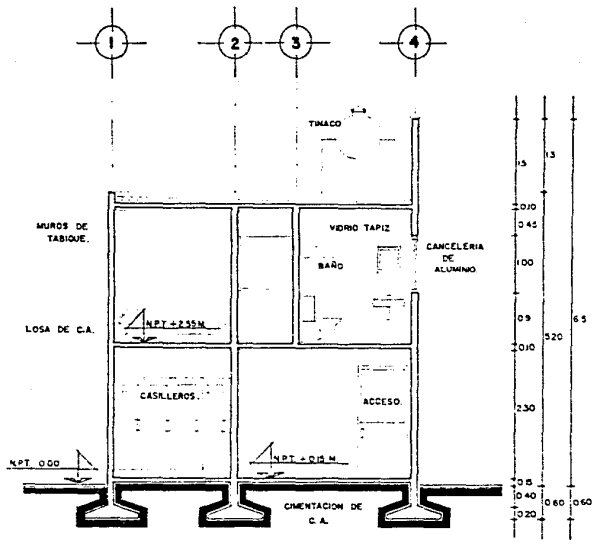 1 2 3 4
TINACO
MUROS DE
TABIQUE.
VIDRIO TAPIZ
BAÑO
CANCELERIA
DE
ALUMINIO.
N.P.T. +2.55 M.
LOSA DE C.A.
CASILLEROS.
ACCESO.
N.P.T. 0.00
N.P.T. +0.15 M
CIMENTACION DE
C. A.
1.5
1.3
0.10
0.45
1.00
0.9
0.10
2.30
0.15
0.40
0.20
5.20
0.60
6.5
0.60